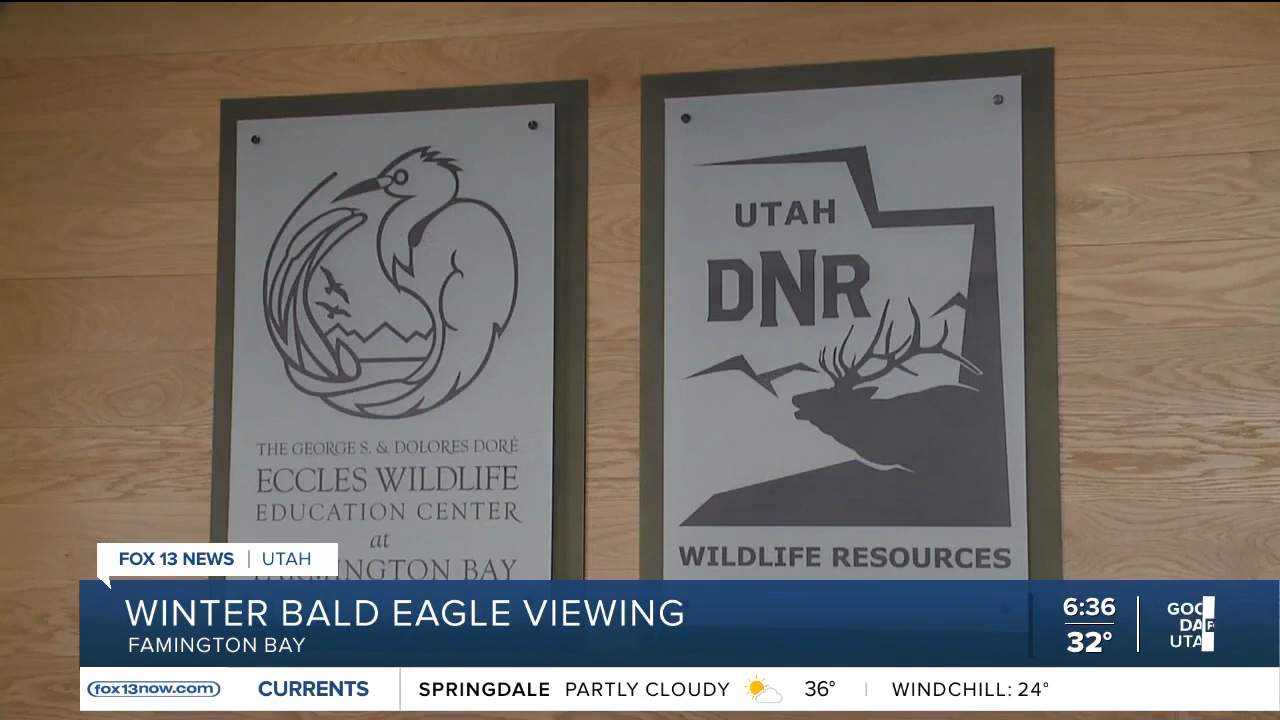 THE GEORGE S. & DOLORES DORÉ
ECCLES WILDLIFE
EDUCATION CENTER
at
BAY
UTAH
DNR
WILDLIFE RESOURCES
FOX 13 NEWS | UTAH
WINTER BALD EAGLE VIEWING
FAMINGTON BAY
6:36
32°
fox13now.com
CURRENTS
SPRINGDALE PARTLY CLOUDY 36° | WINDCHILL: 24°